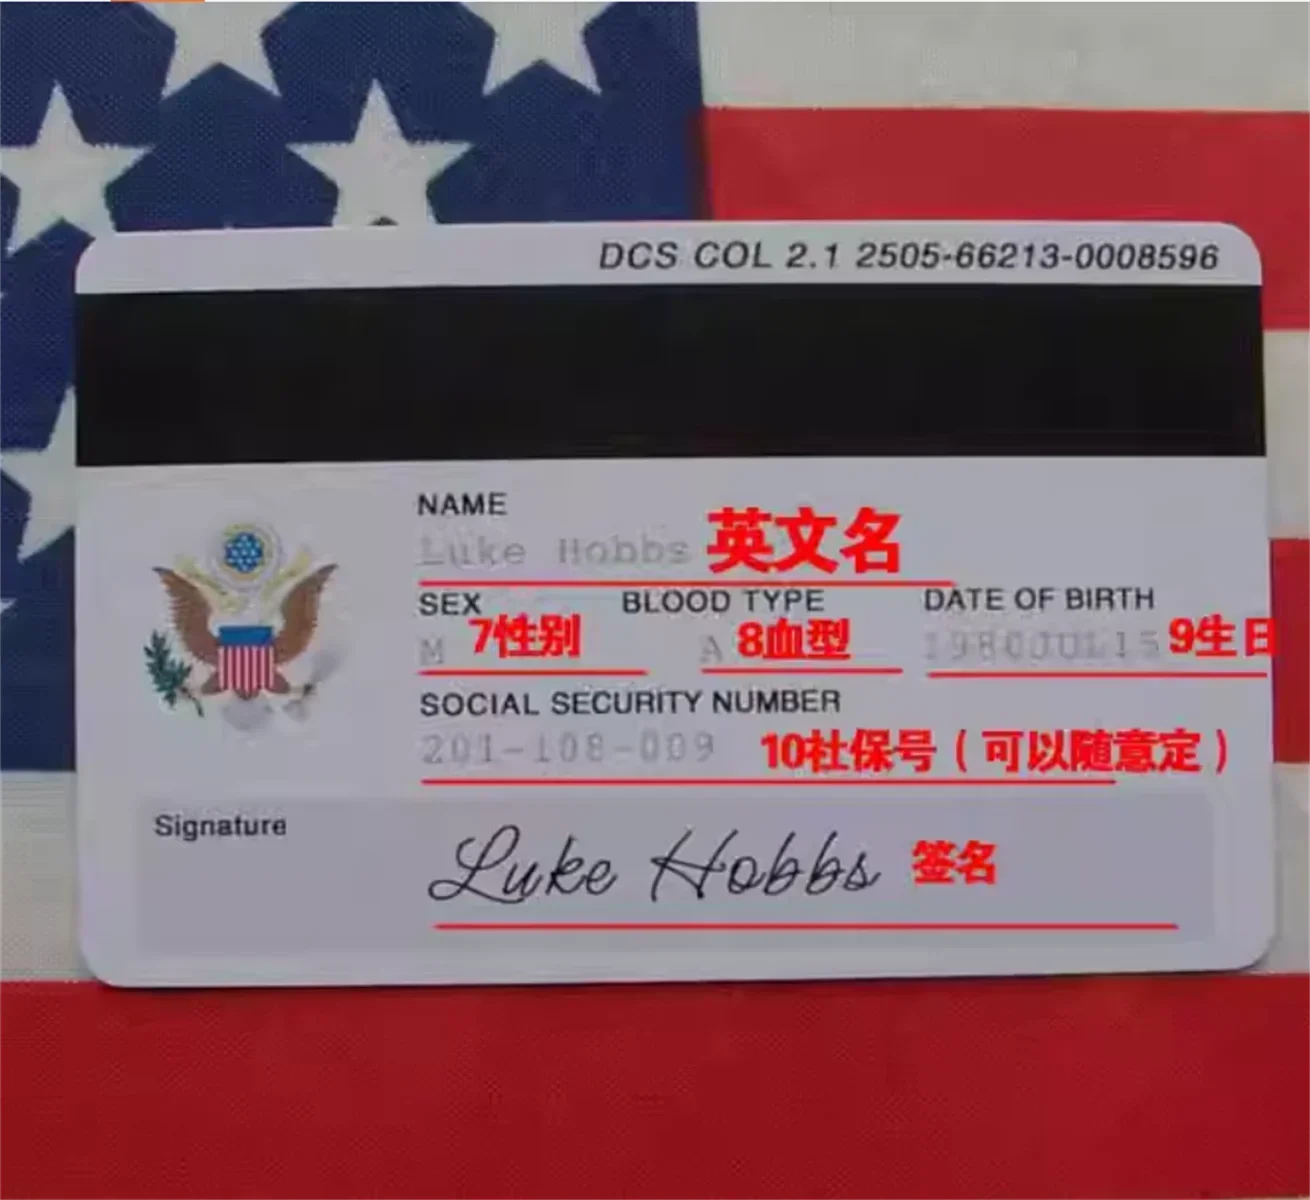 DCS COL 2.1 2505-66213-0008596
NAME
Luke Hobbs 英文名
SEX BLOOD TYPE DATE OF BIRTH
M 7性别 A 8血型 1980JUL15 9生日
SOCIAL SECURITY NUMBER
201-108-009 10社保号（可以随意定）
Signature
Luke Hobbs 签名